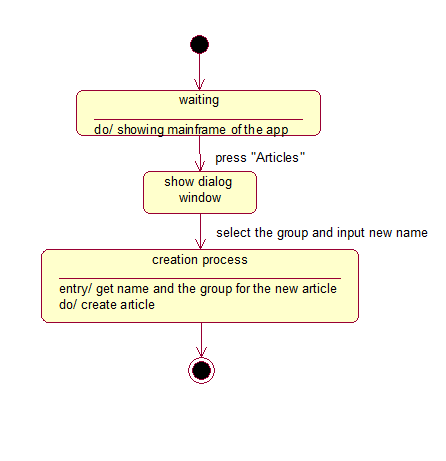 waiting
do/ showing mainframe of the app
press "Articles"
show dialog
window
select the group and input new name
creation process
entry/ get name and the group for the new article
do/ create article